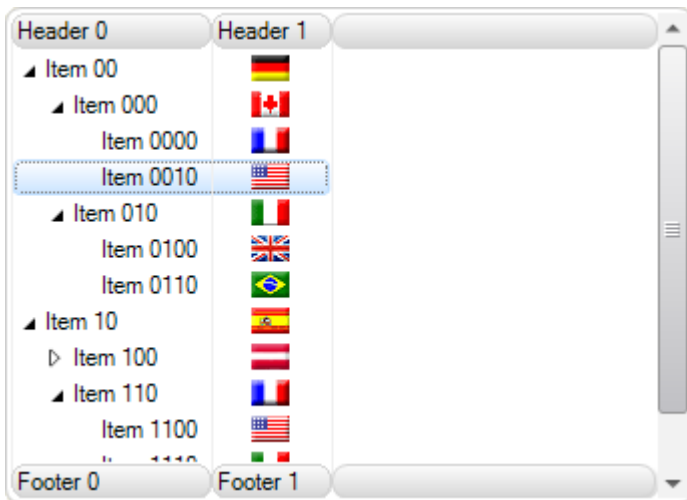 Header 0 Header 1
Item 00
Item 000
Item 0000
Item 0010
Item 010
Item 0100
Item 0110
Item 10
Item 100
Item 110
Item 1100
Footer 0 Footer 1